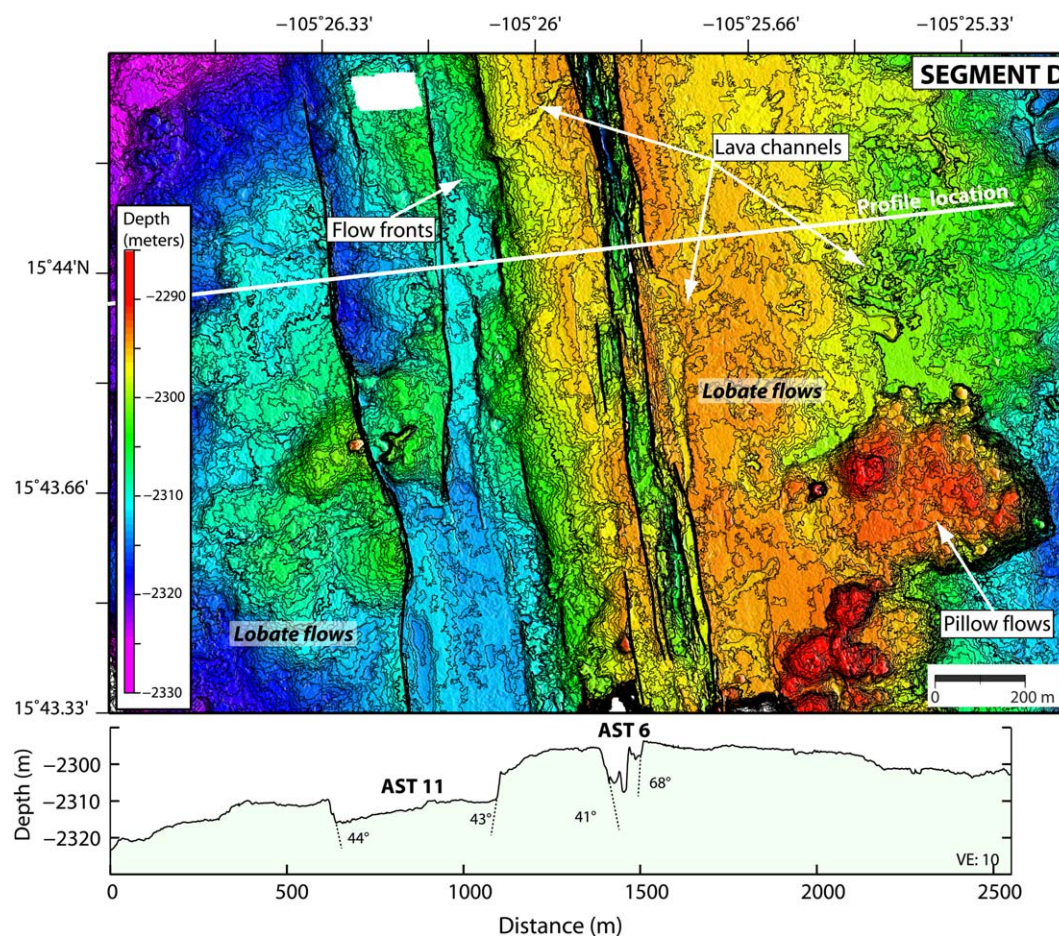 −105°26.33' −105°26' −105°25.66' −105°25.33'
SEGMENT D
Lava channels
Flow fronts
Profile location
Depth
(meters)
−2290
−2300
−2310
−2320
−2330
15°44'N
15°43.66'
15°43.33'
Lobate flows
Lobate flows
Pillow flows
0 200 m
AST 6
AST 11
68°
43°
41°
44°
VE: 10
Depth (m)
−2300
−2310
−2320
0 500 1000 1500 2000 2500
Distance (m)